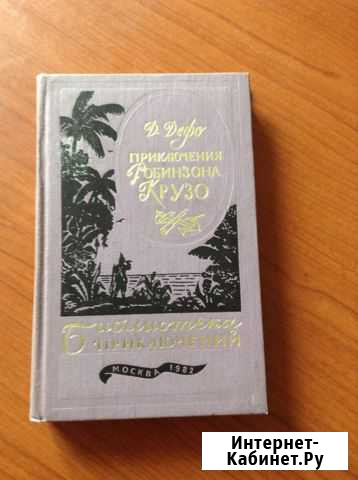 Д. Дефо
ПРИКЛЮЧЕНИЯ
РОБИНЗОНА
КРУЗО
Библиотека
ПРИКЛЮЧЕНИЙ
МОСКВА 1982
Интернет-
Кабинет.Ру